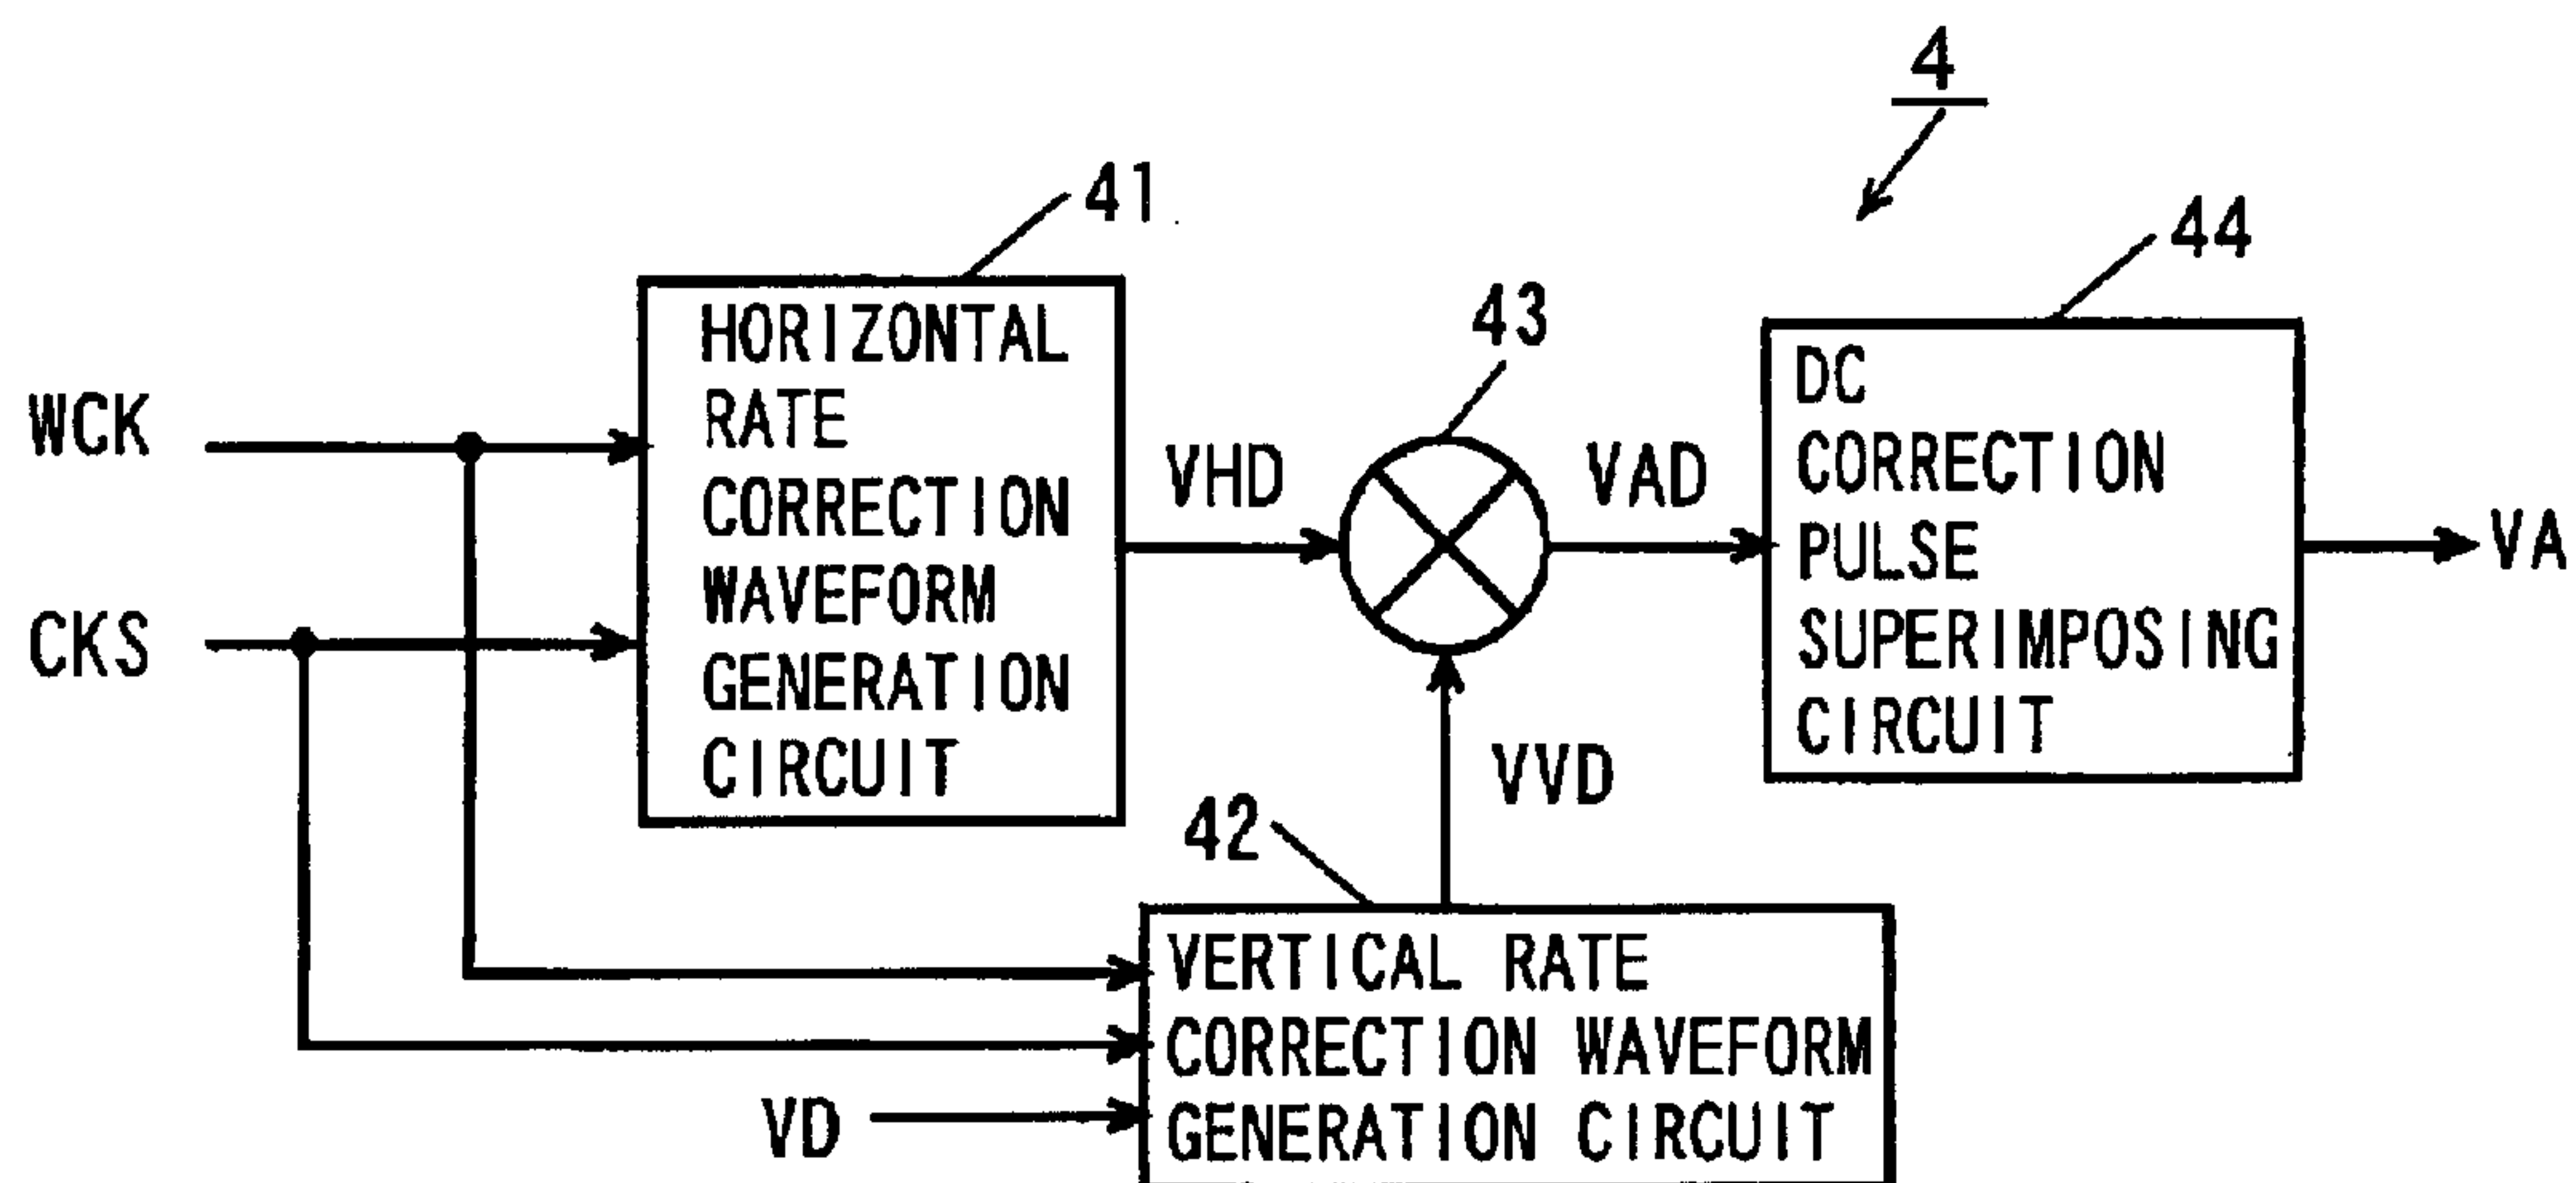 4
41
44
43
HORIZONTAL
RATE
CORRECTION
WAVEFORM
GENERATION
CIRCUIT
DC
CORRECTION
PULSE
SUPERIMPOSING
CIRCUIT
WCK
CKS
VHD
VAD
VA
VVD
42
VERTICAL RATE
CORRECTION WAVEFORM
GENERATION CIRCUIT
VD